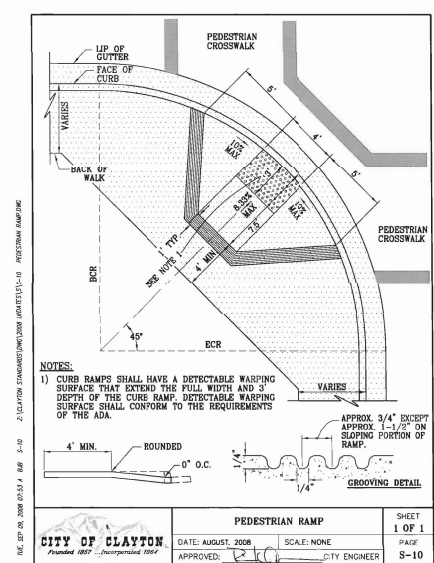 PEDESTRIAN
CROSSWALK
LIP OF
GUTTER
FACE OF
CURB
5'
4'
5'
VARIES
10%
MAX
3'
8.33%
MAX
7.5'
10%
MAX
BACK OF
WALK
TYP
SEE NOTE 1
4' MIN.
PEDESTRIAN
CROSSWALK
BCR
45°
ECR
VARIES
NOTES:
1) CURB RAMPS SHALL HAVE A DETECTABLE WARPING
SURFACE THAT EXTEND THE FULL WIDTH AND 3'
DEPTH OF THE CURB RAMP. DETECTABLE WARPING
SURFACE SHALL CONFORM TO THE REQUIREMENTS
OF THE ADA.
APPROX. 3/4" EXCEPT
APPROX. 1-1/2" ON
SLOPING PORTION OF
RAMP.
4' MIN.
ROUNDED
0" O.C.
1/4"
1/4"
GROOVING DETAIL
CITY OF CLAYTON
Founded 1857 ...Incorporated 1964
PEDESTRIAN RAMP
SHEET
1 OF 1
DATE: AUGUST, 2008
SCALE: NONE
PAGE
APPROVED:
CITY ENGINEER
S-10
TUE, SEP 09, 2008 07:53 A BJB S-10 Z:\CLAYTON STANDARDS\DWG\2008 UPDATES\ST\S-10 PEDESTRIAN RAMP.DWG